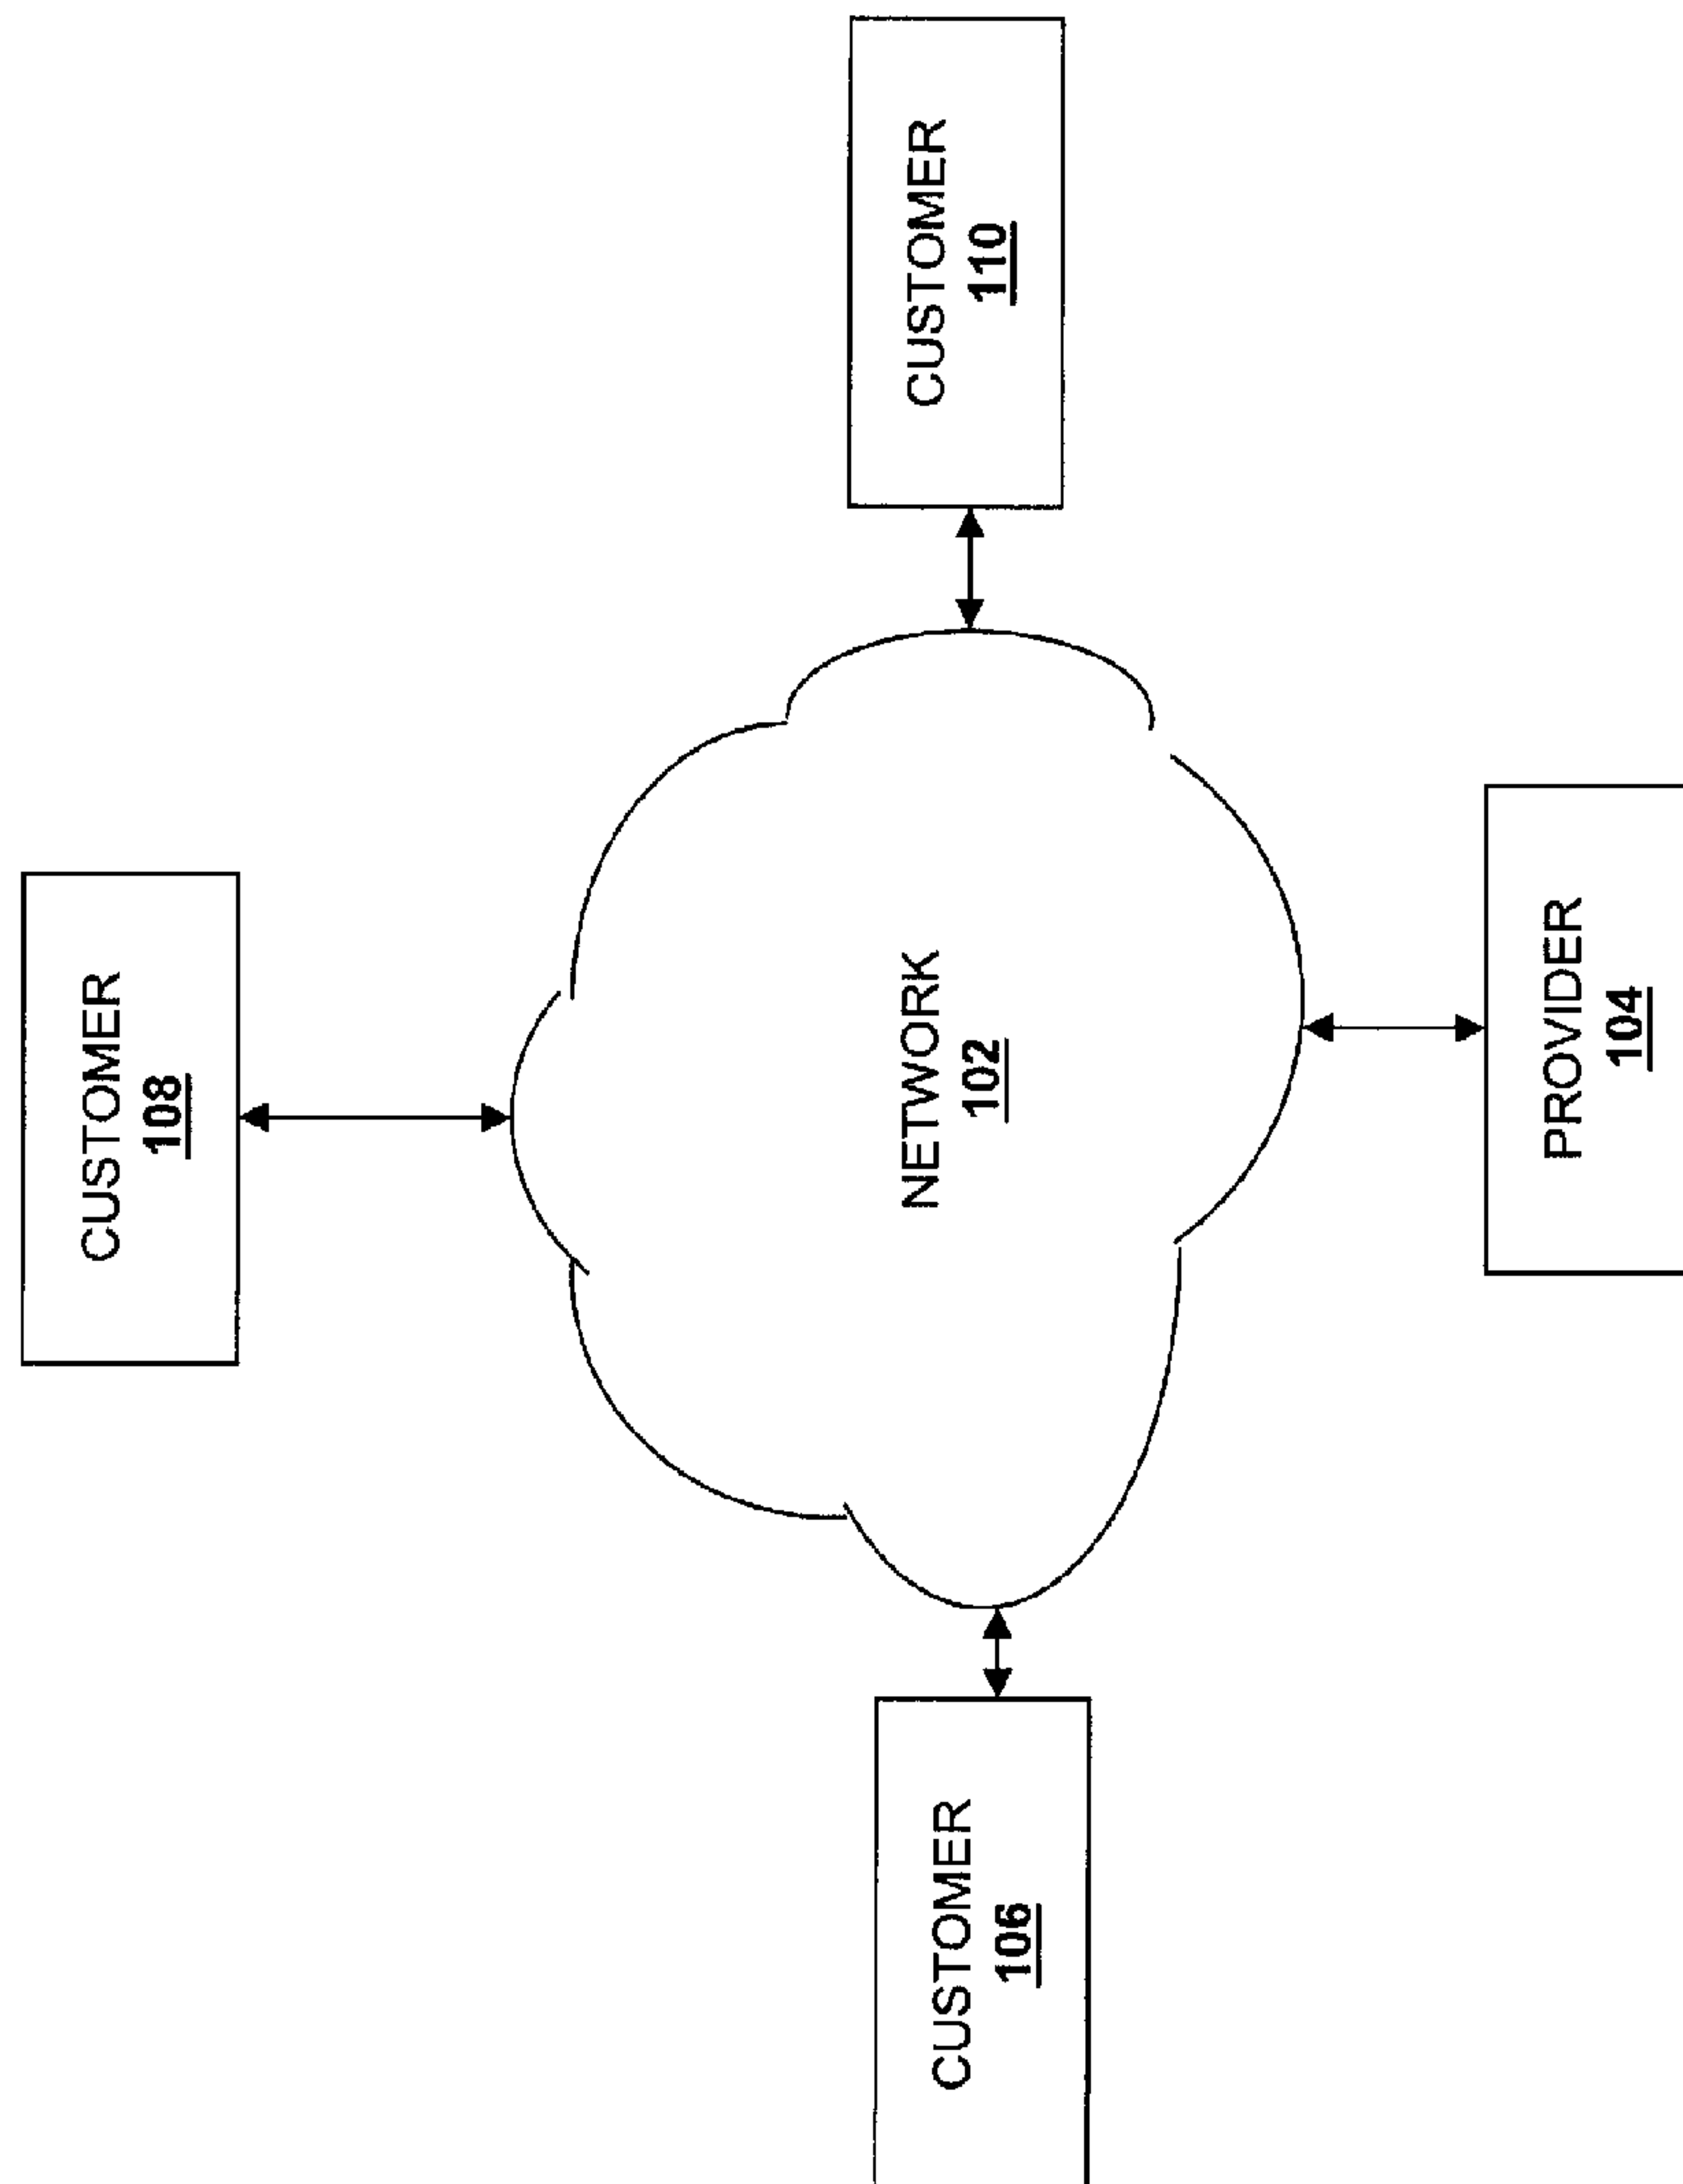 CUSTOMER
108
CUSTOMER
106
NETWORK
102
CUSTOMER
110
PROVIDER
104